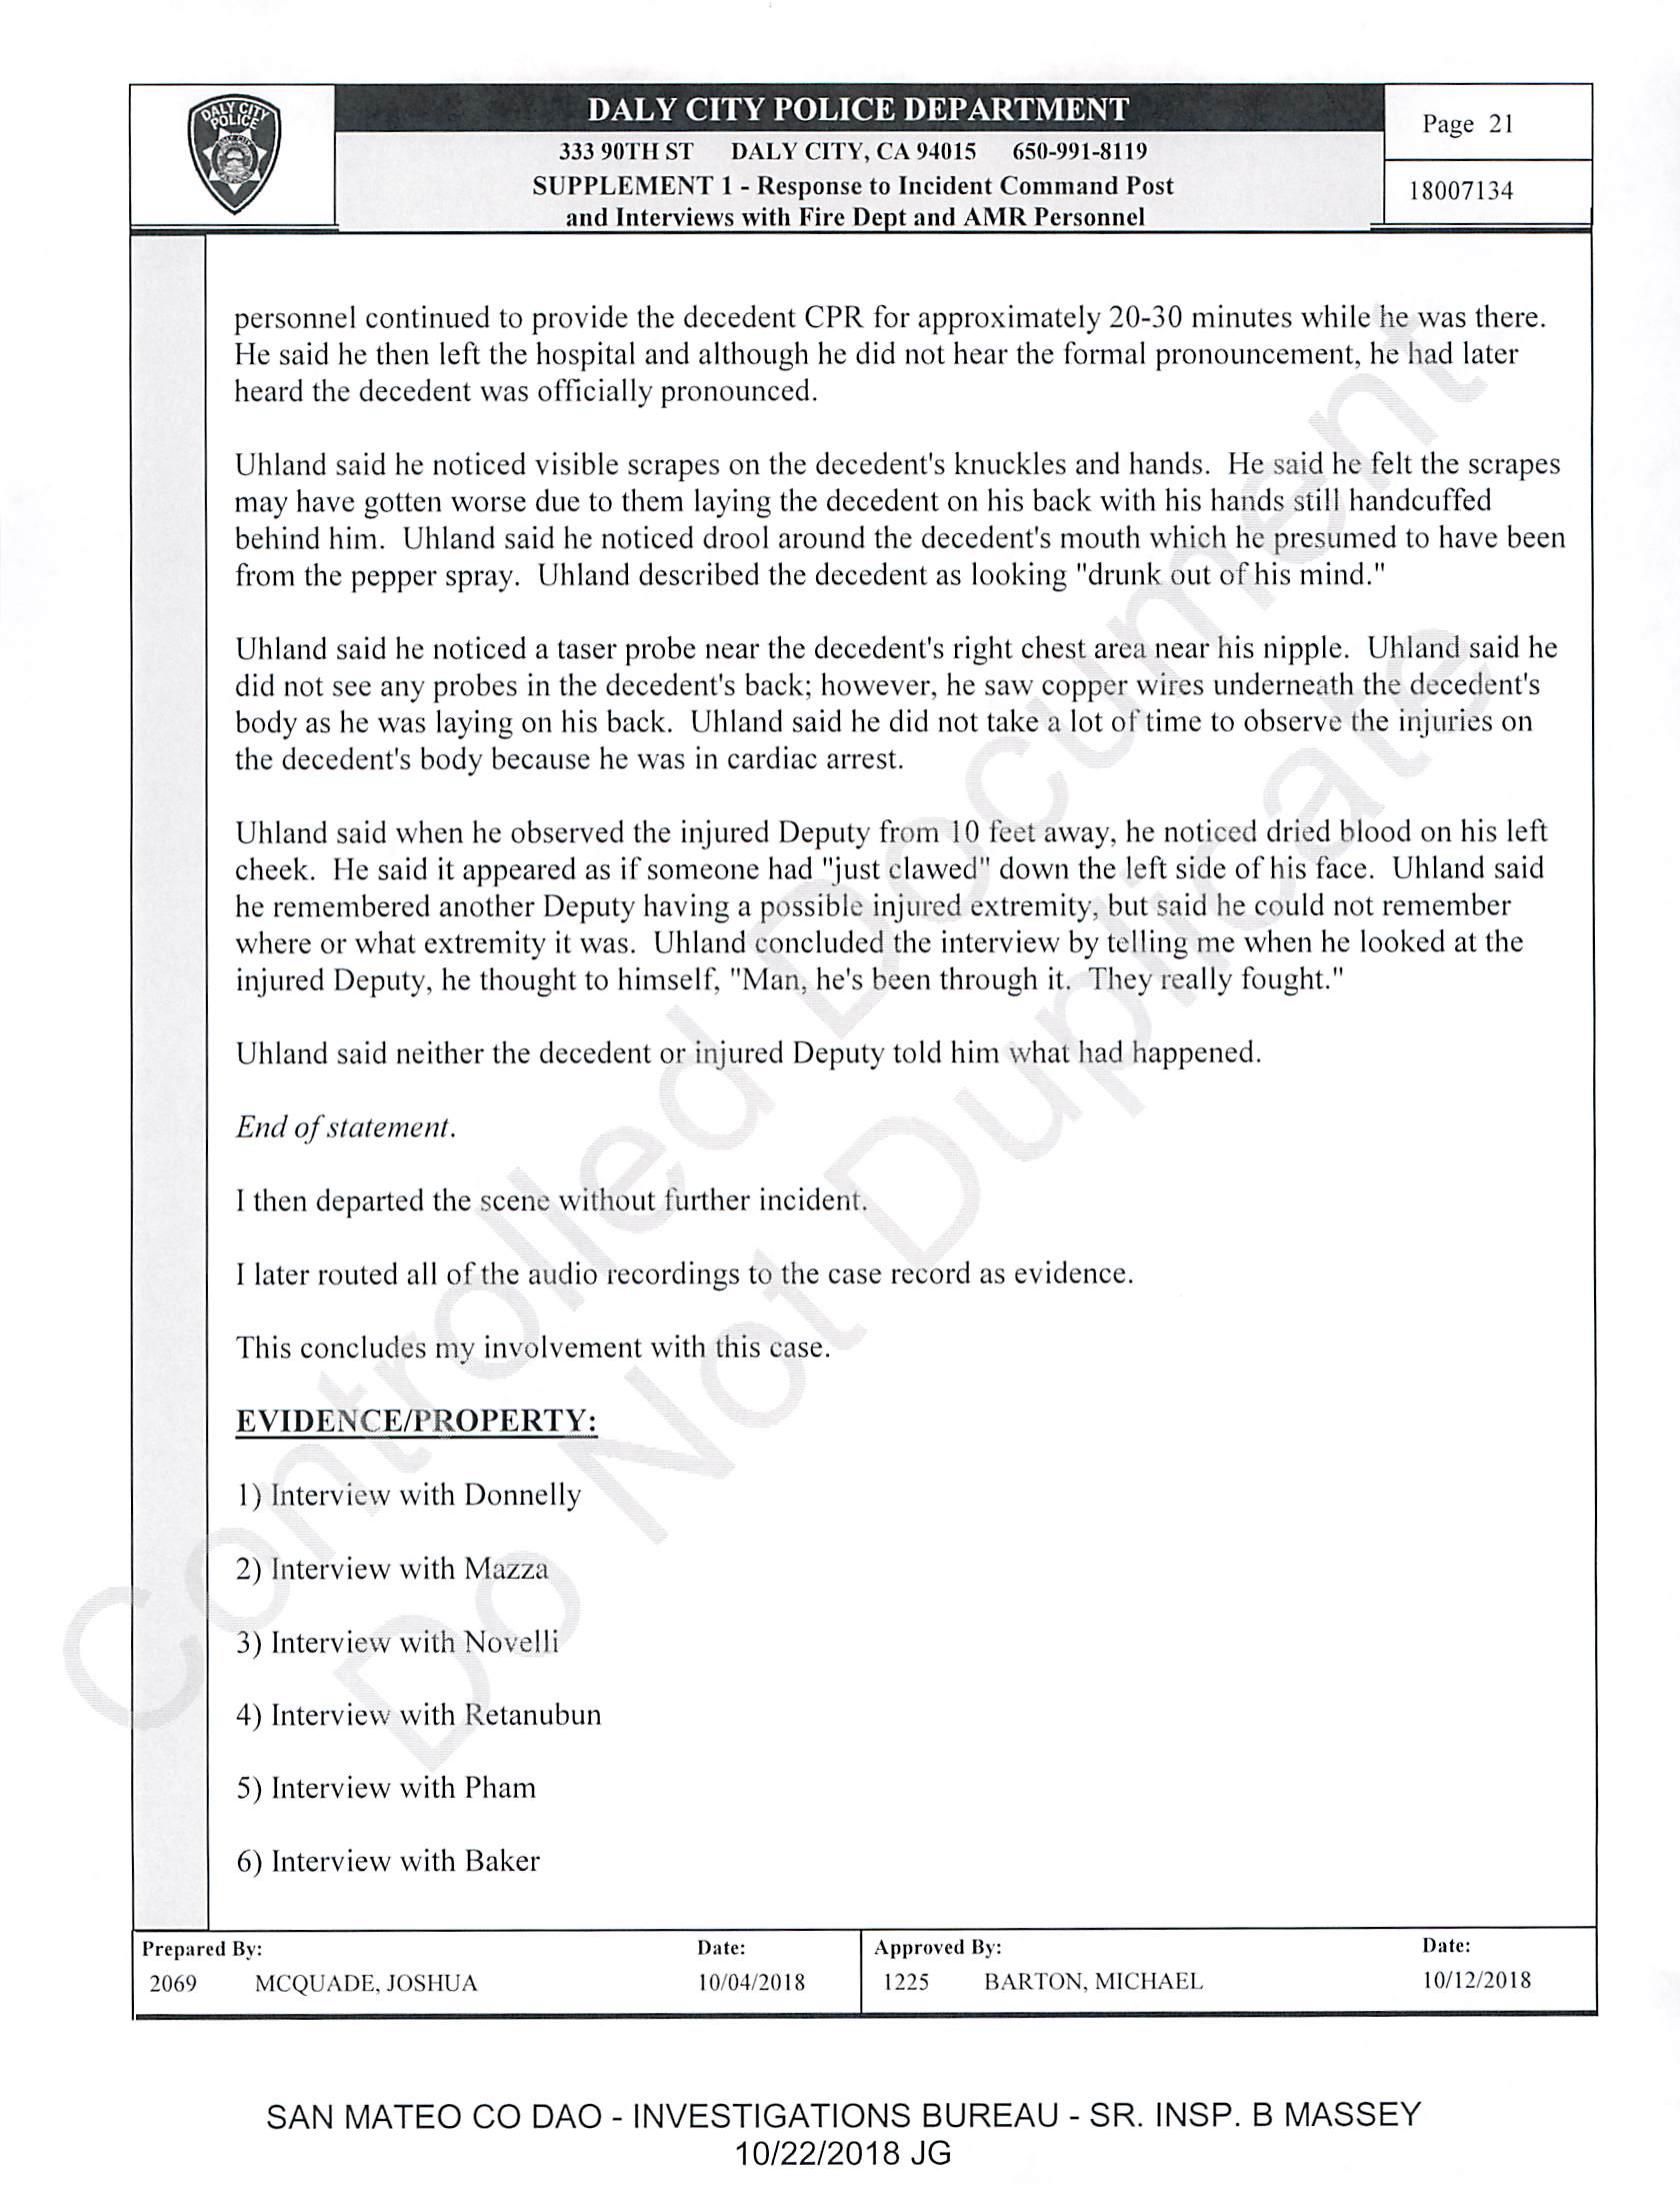 DALY CITY POLICE
DALY CITY POLICE DEPARTMENT
333 90TH ST DALY CITY, CA 94015 650-991-8119
SUPPLEMENT 1 - Response to Incident Command Post
and Interviews with Fire Dept and AMR Personnel
Page 21
18007134
personnel continued to provide the decedent CPR for approximately 20-30 minutes while he was there.
He said he then left the hospital and although he did not hear the formal pronouncement, he had later
heard the decedent was officially pronounced.
Uhland said he noticed visible scrapes on the decedent's knuckles and hands. He said he felt the scrapes
may have gotten worse due to them laying the decedent on his back with his hands still handcuffed
behind him. Uhland said he noticed drool around the decedent's mouth which he presumed to have been
from the pepper spray. Uhland described the decedent as looking "drunk out of his mind."
Uhland said he noticed a taser probe near the decedent's right chest area near his nipple. Uhland said he
did not see any probes in the decedent's back; however, he saw copper wires underneath the decedent's
body as he was laying on his back. Uhland said he did not take a lot of time to observe the injuries on
the decedent's body because he was in cardiac arrest.
Uhland said when he observed the injured Deputy from 10 feet away, he noticed dried blood on his left
cheek. He said it appeared as if someone had "just clawed" down the left side of his face. Uhland said
he remembered another Deputy having a possible injured extremity, but said he could not remember
where or what extremity it was. Uhland concluded the interview by telling me when he looked at the
injured Deputy, he thought to himself, "Man, he's been through it. They really fought."
Uhland said neither the decedent or injured Deputy told him what had happened.
End of statement.
I then departed the scene without further incident.
I later routed all of the audio recordings to the case record as evidence.
This concludes my involvement with this case.
EVIDENCE/PROPERTY:
1) Interview with Donnelly
2) Interview with Mazza
3) Interview with Novelli
4) Interview with Retanubun
5) Interview with Pham
6) Interview with Baker
Controlled Document
Do Not Duplicate
Prepared By: Date: Approved By: Date:
2069 MCQUADE, JOSHUA 10/04/2018 1225 BARTON, MICHAEL 10/12/2018
SAN MATEO CO DAO - INVESTIGATIONS BUREAU - SR. INSP. B MASSEY
10/22/2018 JG